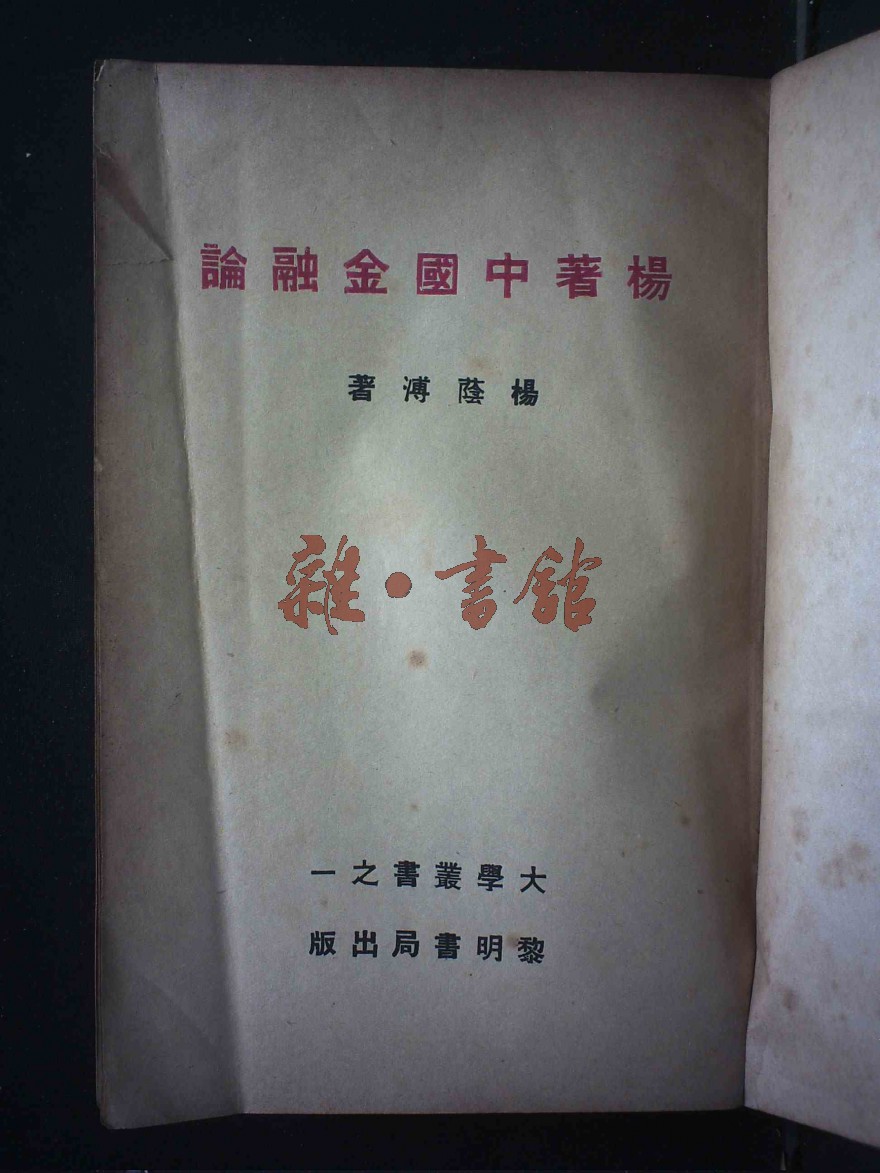 楊著中國金融論
楊蔭溥著
雜·書館
大學叢書之一
黎明書局出版